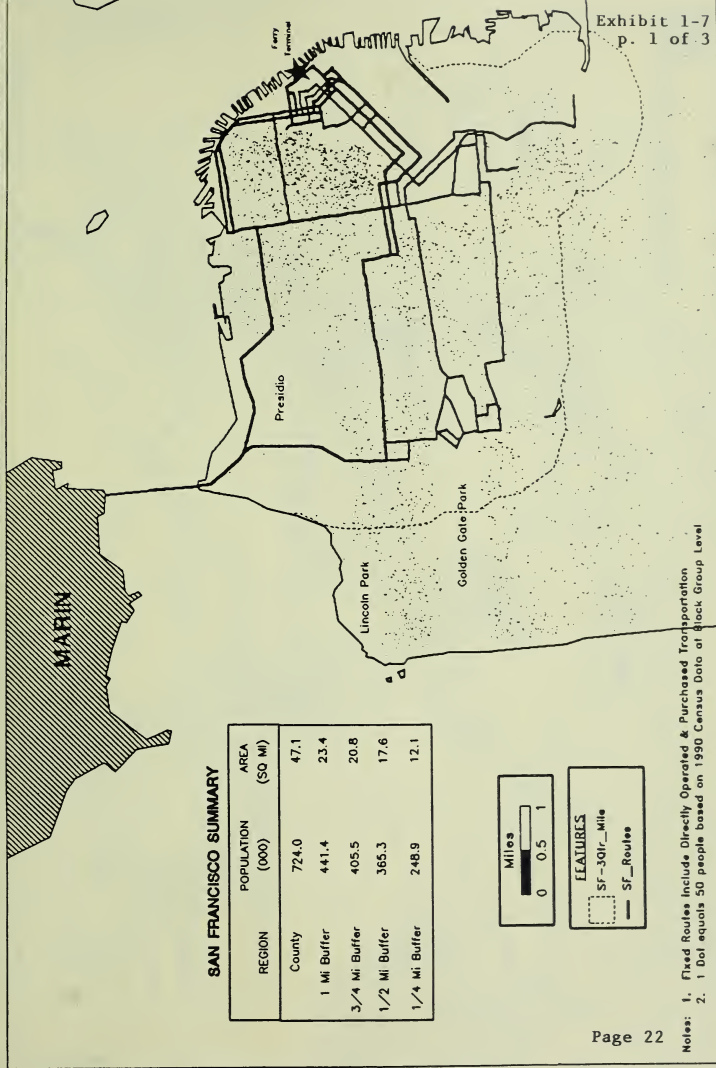 Exhibit 1-7
p. 1 of 3
MARIN
Ferry
Terminal
Presidio
Lincoln Park
Golden Gate Park
SAN FRANCISCO SUMMARY
REGION POPULATION (000) AREA (SQ MI)
County 724.0 47.1
1 Mi Buffer 441.4 23.4
3/4 Mi Buffer 405.5 20.8
1/2 Mi Buffer 365.3 17.6
1/4 Mi Buffer 248.9 12.1
Miles
0 0.5 1
FEATURES
SF-3Qtr_Mile
SF_Routes
Notes: 1. Fixed Routes Include Directly Operated & Purchased Transportation
2. 1 Dot equals 50 people based on 1990 Census Data at Block Group Level
Page 22